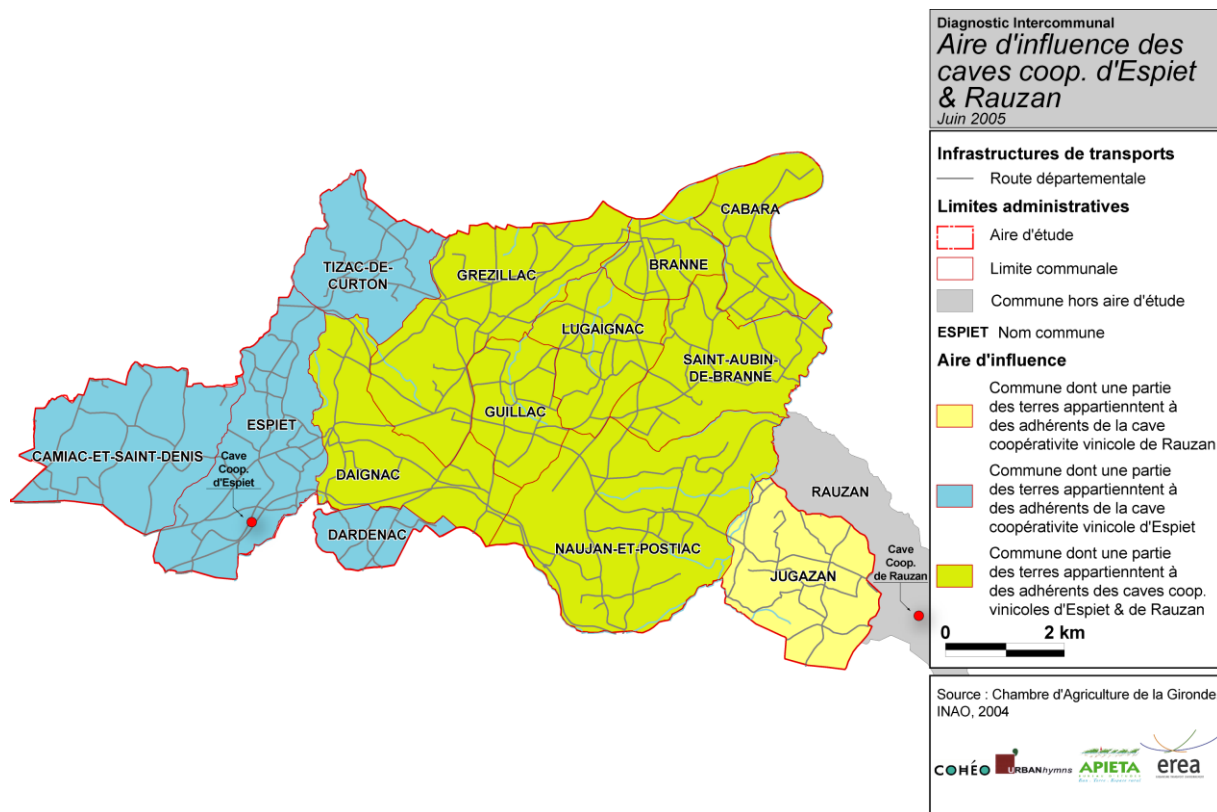 Diagnostic Intercommunal
Aire d'influence des
caves coop. d'Espiet
& Rauzan
Juin 2005
Infrastructures de transports
Route départementale
Limites administratives
Aire d'étude
Limite communale
Commune hors aire d'étude
ESPIET Nom commune
Aire d'influence
Commune dont une partie
des terres appartienntent à
des adhérents de la cave
coopérativite vinicole de Rauzan
Commune dont une partie
des terres appartienntent à
des adhérents de la cave
coopérativite vinicole d'Espiet
Commune dont une partie
des terres appartienntent à
des adhérents des caves coop.
vinicoles d'Espiet & de Rauzan
0 2 km
Source : Chambre d'Agriculture de la Gironde
INAO, 2004
COHÉO
URBANhymns
APIETA
erea
CABARA
TIZAC-DE-
CURTON
GREZILLAC
BRANNE
LUGAIGNAC
SAINT-AUBIN-
DE-BRANNE
GUILLAC
ESPIET
CAMIAC-ET-SAINT-DENIS
Cave
Coop.
d'Espiet
DAIGNAC
RAUZAN
DARDENAC
NAUJAN-ET-POSTIAC
JUGAZAN
Cave
Coop.
de Rauzan